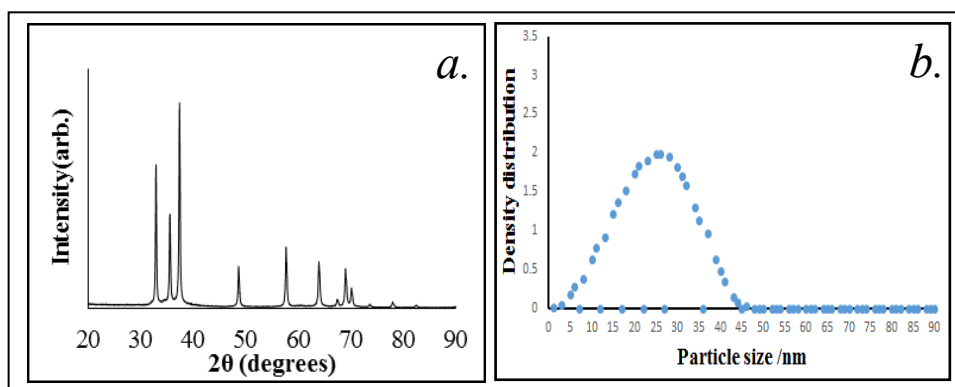 a.
Intensity(arb.)
20 30 40 50 60 70 80 90
2θ (degrees)
b.
Density distribution
3.5
3
2.5
2
1.5
1
0.5
0
0 5 10 15 20 25 30 35 40 45 50 55 60 65 70 75 80 85 90
Particle size /nm